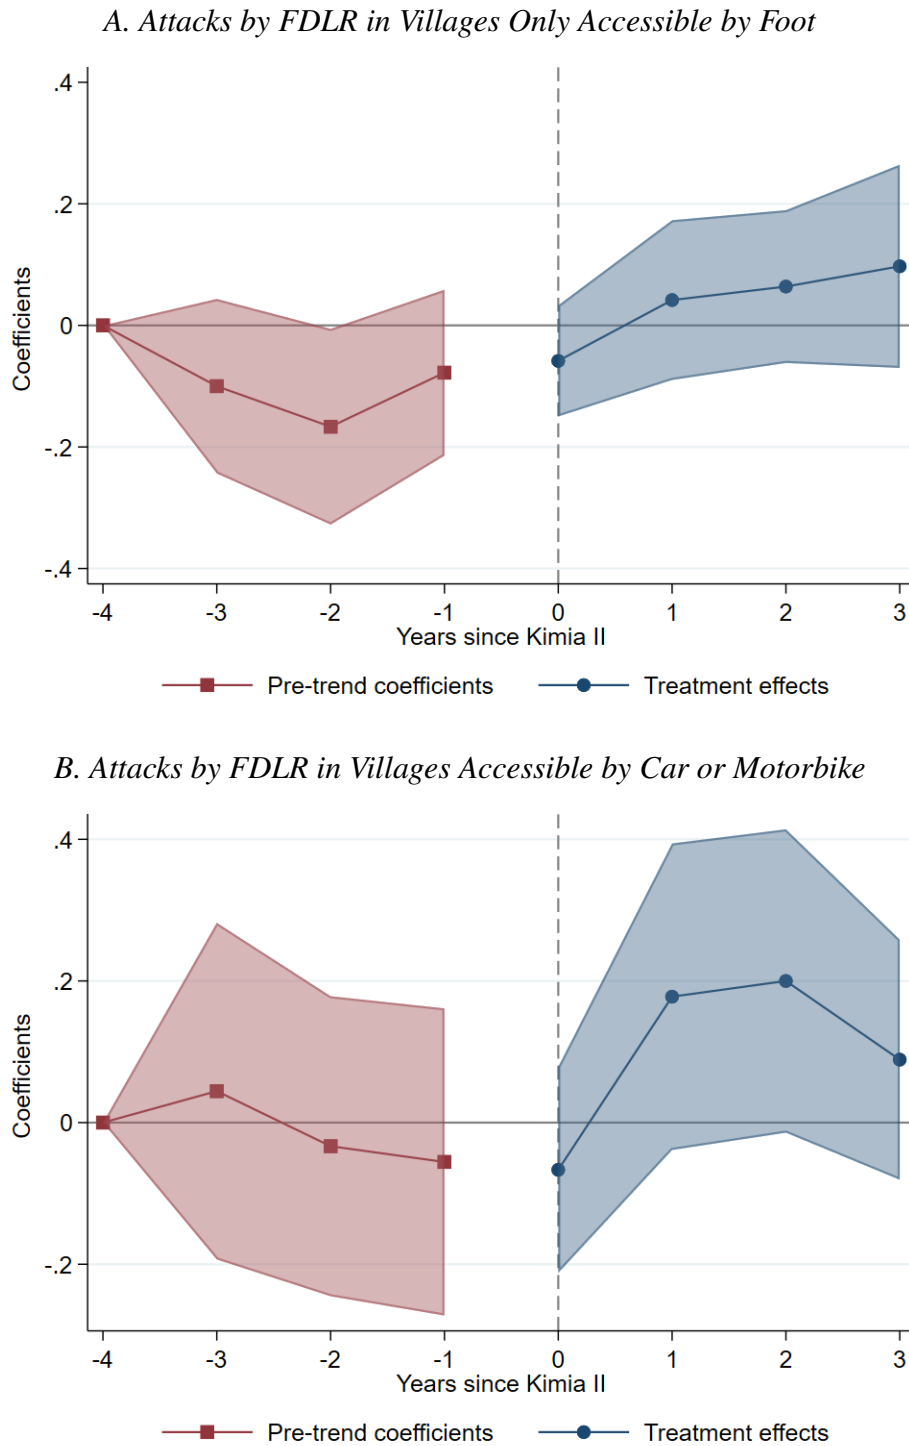 A. Attacks by FDLR in Villages Only Accessible by Foot
.4
.2
0
-.2
-.4
Coefficients
-4 -3 -2 -1 0 1 2 3
Years since Kimia II
Pre-trend coefficients Treatment effects
B. Attacks by FDLR in Villages Accessible by Car or Motorbike
.4
.2
0
-.2
Coefficients
-4 -3 -2 -1 0 1 2 3
Years since Kimia II
Pre-trend coefficients Treatment effects